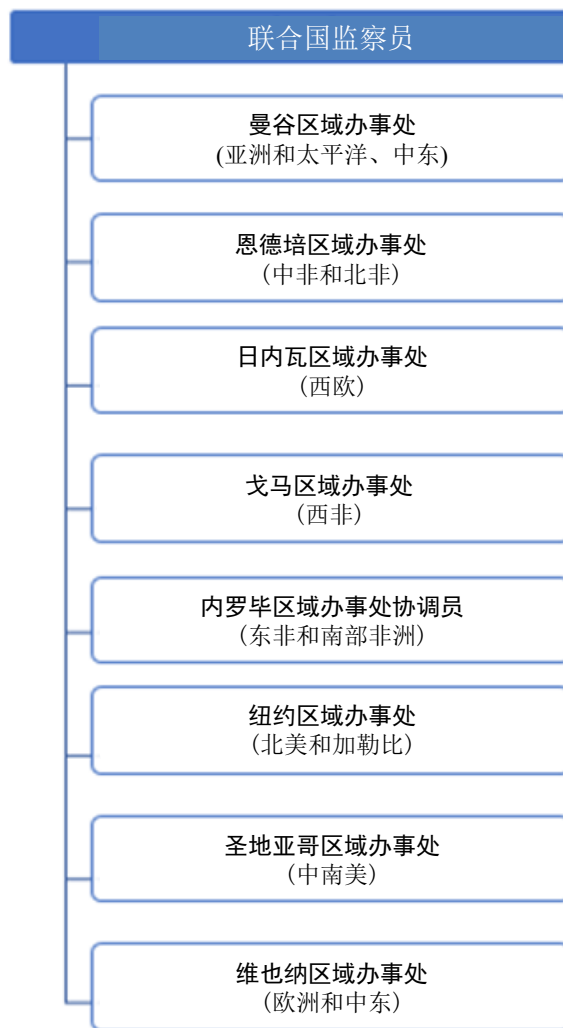 联合国监察员
曼谷区域办事处
(亚洲和太平洋、中东)
恩德培区域办事处
（中非和北非）
日内瓦区域办事处
（西欧）
戈马区域办事处
（西非）
内罗毕区域办事处协调员
（东非和南部非洲）
纽约区域办事处
（北美和加勒比）
圣地亚哥区域办事处
（中南美）
维也纳区域办事处
（欧洲和中东）